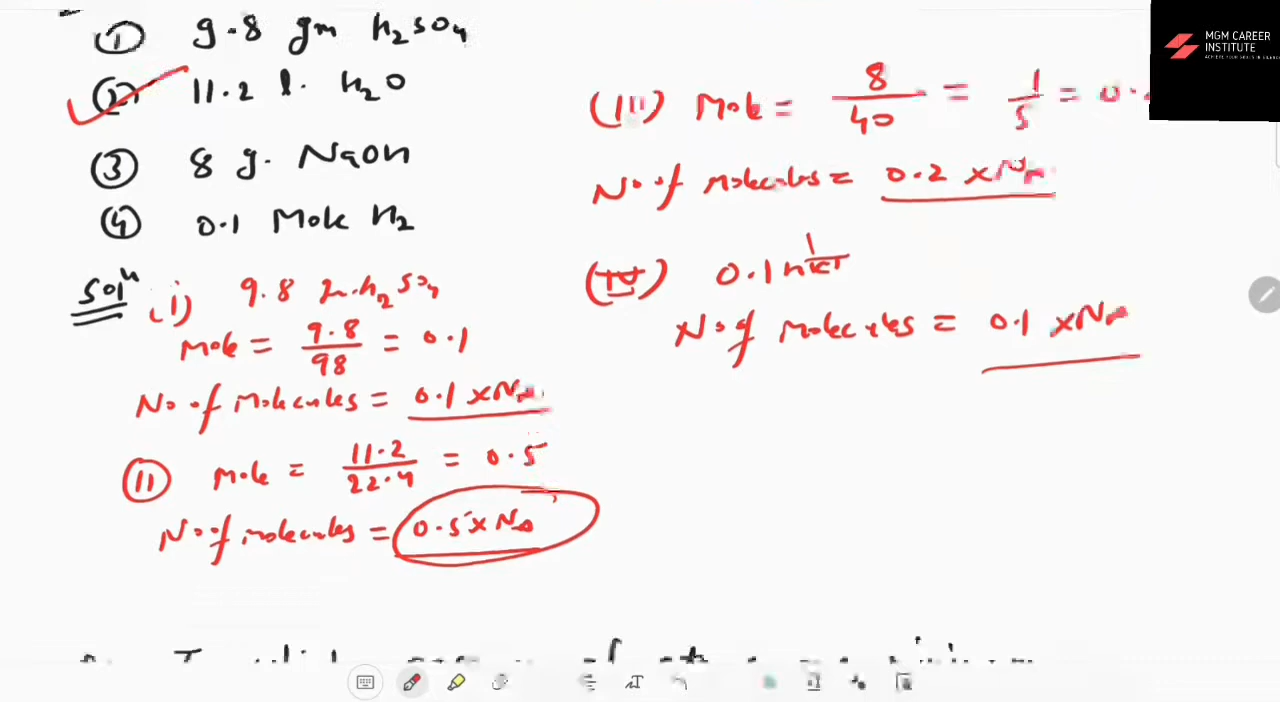 ① 9.8 gm H2SO4
② 11.2 l. H2O
③ 8 g. NaOH
④ 0.1 Mole H2
Sol^n (i) 9.8 gm. H2SO4
Mole = 9.8/98 = 0.1
No of molecules = 0.1 × NA
(II) Mole = 11.2/22.4 = 0.5
No of molecules = 0.5 × NA
(III) Mole = 8/40 = 1/5 = 0.
No of molecules = 0.2 × NA
(IV) 0.1
No of molecules = 0.1 × NA
MGM CAREER
INSTITUTE